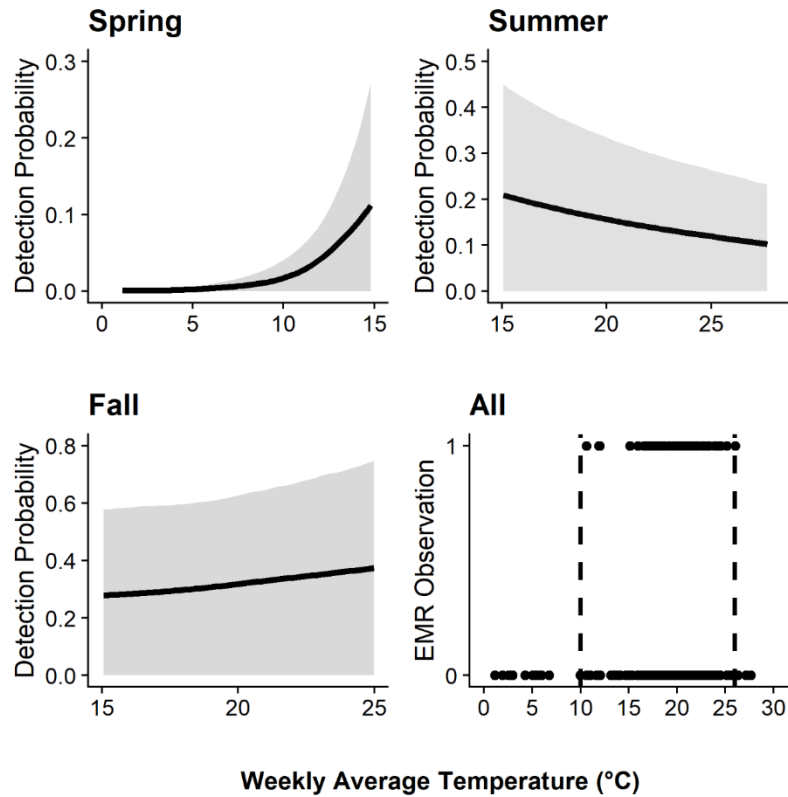 Spring
Detection Probability
0.3
0.2
0.1
0.0
0 5 10 15
Summer
Detection Probability
0.5
0.4
0.3
0.2
0.1
0.0
15 20 25
Fall
Detection Probability
0.8
0.6
0.4
0.2
0.0
15 20 25
All
EMR Observation
1
0
0 5 10 15 20 25 30
Weekly Average Temperature (°C)